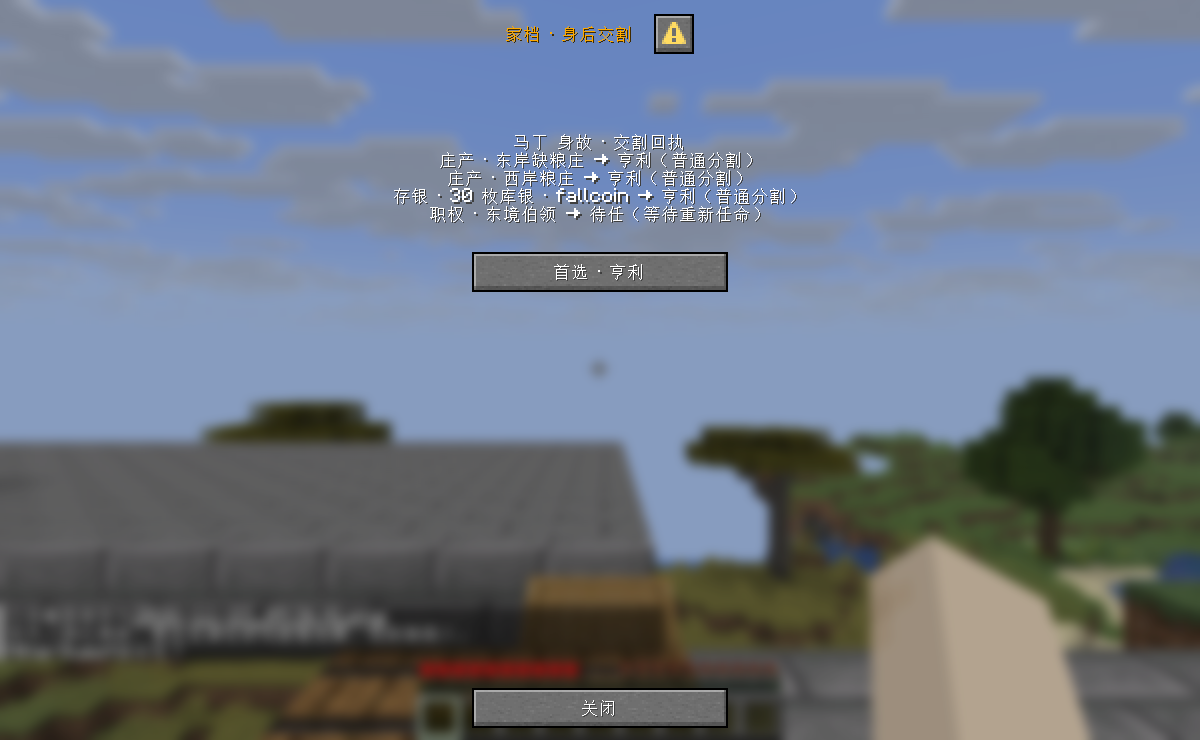 家档 · 身后交割
马丁 身故 · 交割回执
庄产 · 东岸缺粮庄 → 亨利（普通分割）
庄产 · 西岸粮庄 → 亨利（普通分割）
存银 · 30 枚库银 · fallcoin → 亨利（普通分割）
职权 · 东境伯领 → 待任（等待重新任命）
首选 · 亨利
关闭